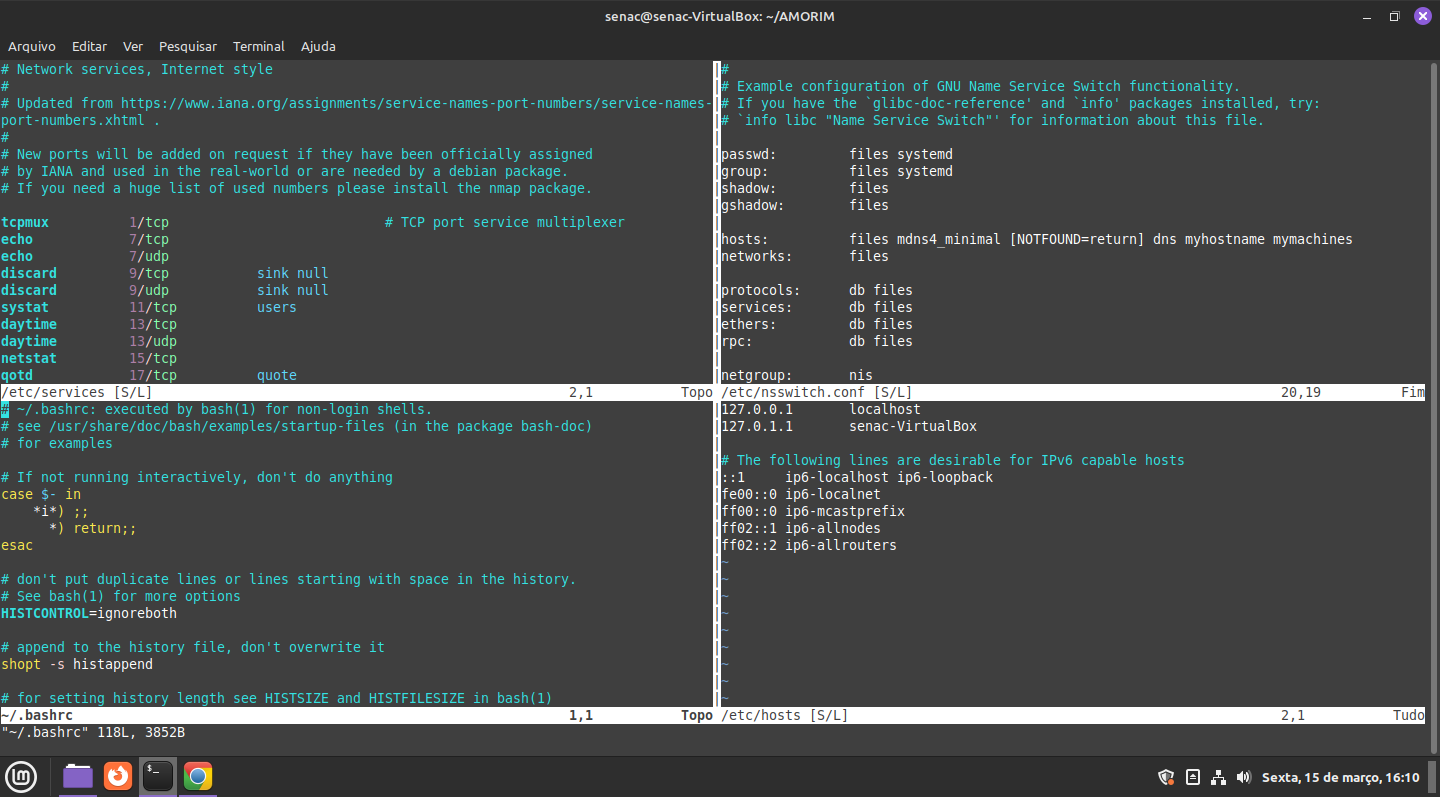 senac@senac-VirtualBox: ~/AMORIM
Arquivo Editar Ver Pesquisar Terminal Ajuda
# Network services, Internet style
#
# Updated from https://www.iana.org/assignments/service-names-port-numbers/service-names-
port-numbers.xhtml .
#
# New ports will be added on request if they have been officially assigned
# by IANA and used in the real-world or are needed by a debian package.
# If you need a huge list of used numbers please install the nmap package.
tcpmux 1/tcp # TCP port service multiplexer
echo 7/tcp
echo 7/udp
discard 9/tcp sink null
discard 9/udp sink null
systat 11/tcp users
daytime 13/tcp
daytime 13/udp
netstat 15/tcp
qotd 17/tcp quote
/etc/services [S/L] 2,1 Topo
#
# Example configuration of GNU Name Service Switch functionality.
# If you have the `glibc-doc-reference' and `info' packages installed, try:
# `info libc "Name Service Switch"' for information about this file.
passwd: files systemd
group: files systemd
shadow: files
gshadow: files
hosts: files mdns4_minimal [NOTFOUND=return] dns myhostname mymachines
networks: files
protocols: db files
services: db files
ethers: db files
rpc: db files
netgroup: nis
/etc/nsswitch.conf [S/L] 20,19 Fim
# ~/.bashrc: executed by bash(1) for non-login shells.
# see /usr/share/doc/bash/examples/startup-files (in the package bash-doc)
# for examples
# If not running interactively, don't do anything
case $- in
*i*) ;;
*) return;;
esac
# don't put duplicate lines or lines starting with space in the history.
# See bash(1) for more options
HISTCONTROL=ignoreboth
# append to the history file, don't overwrite it
shopt -s histappend
# for setting history length see HISTSIZE and HISTFILESIZE in bash(1)
~/.bashrc 1,1 Topo
127.0.0.1 localhost
127.0.1.1 senac-VirtualBox
# The following lines are desirable for IPv6 capable hosts
::1 ip6-localhost ip6-loopback
fe00::0 ip6-localnet
ff00::0 ip6-mcastprefix
ff02::1 ip6-allnodes
ff02::2 ip6-allrouters
~
~
~
~
~
~
~
~
~
/etc/hosts [S/L] 2,1 Tudo
"~/.bashrc" 118L, 3852B
$_
Sexta, 15 de março, 16:10